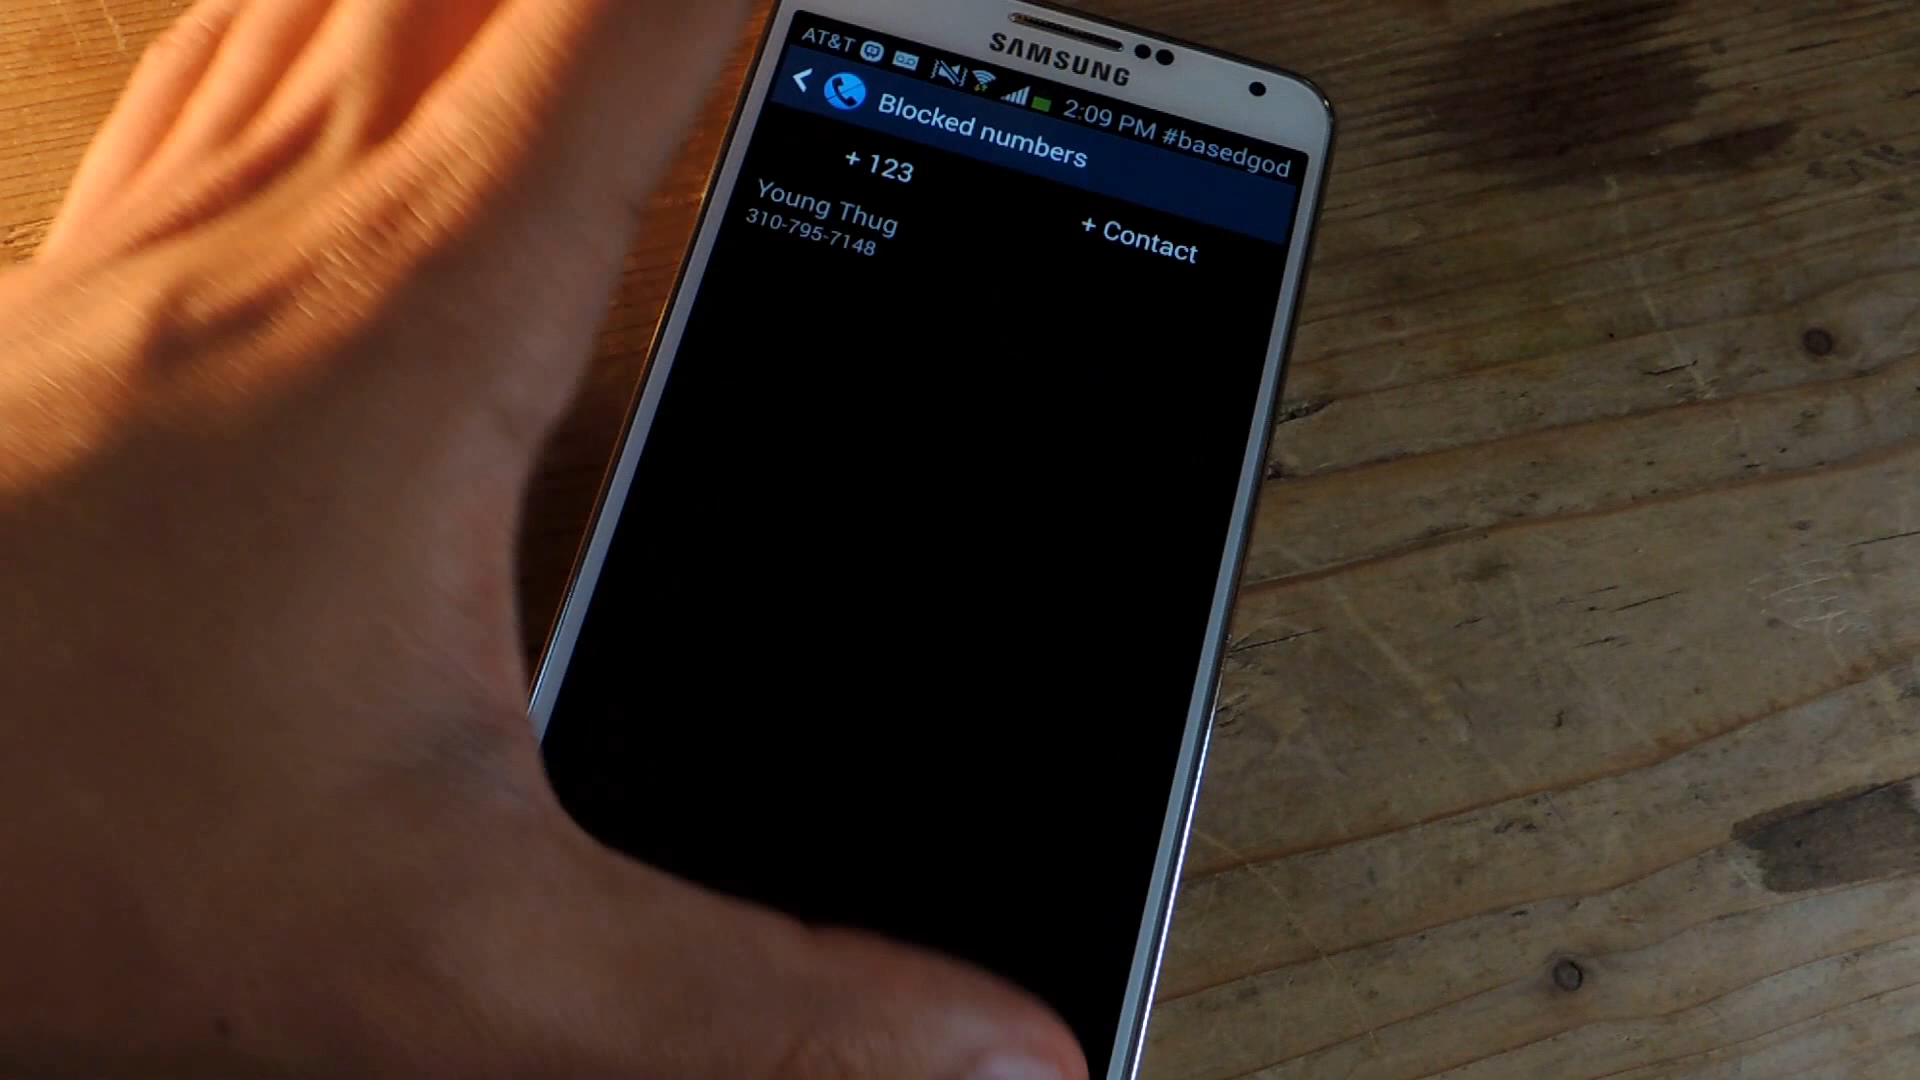 SAMSUNG
AT&T 2:09 PM #basedgod
Blocked numbers
+ 123
+ Contact
Young Thug
310-795-7148